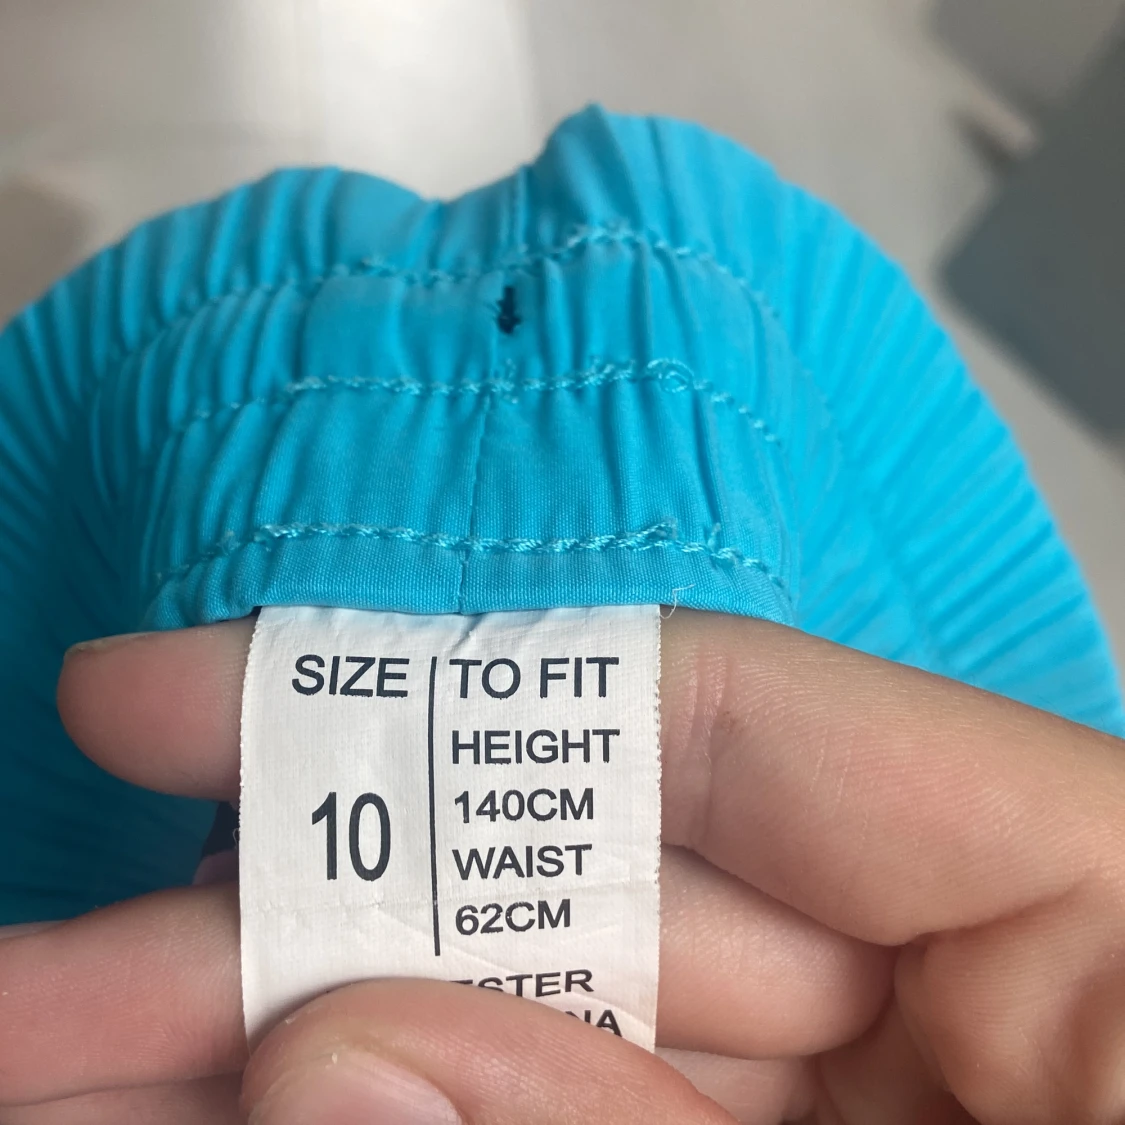 SIZE
10
TO FIT
HEIGHT
140CM
WAIST
62CM